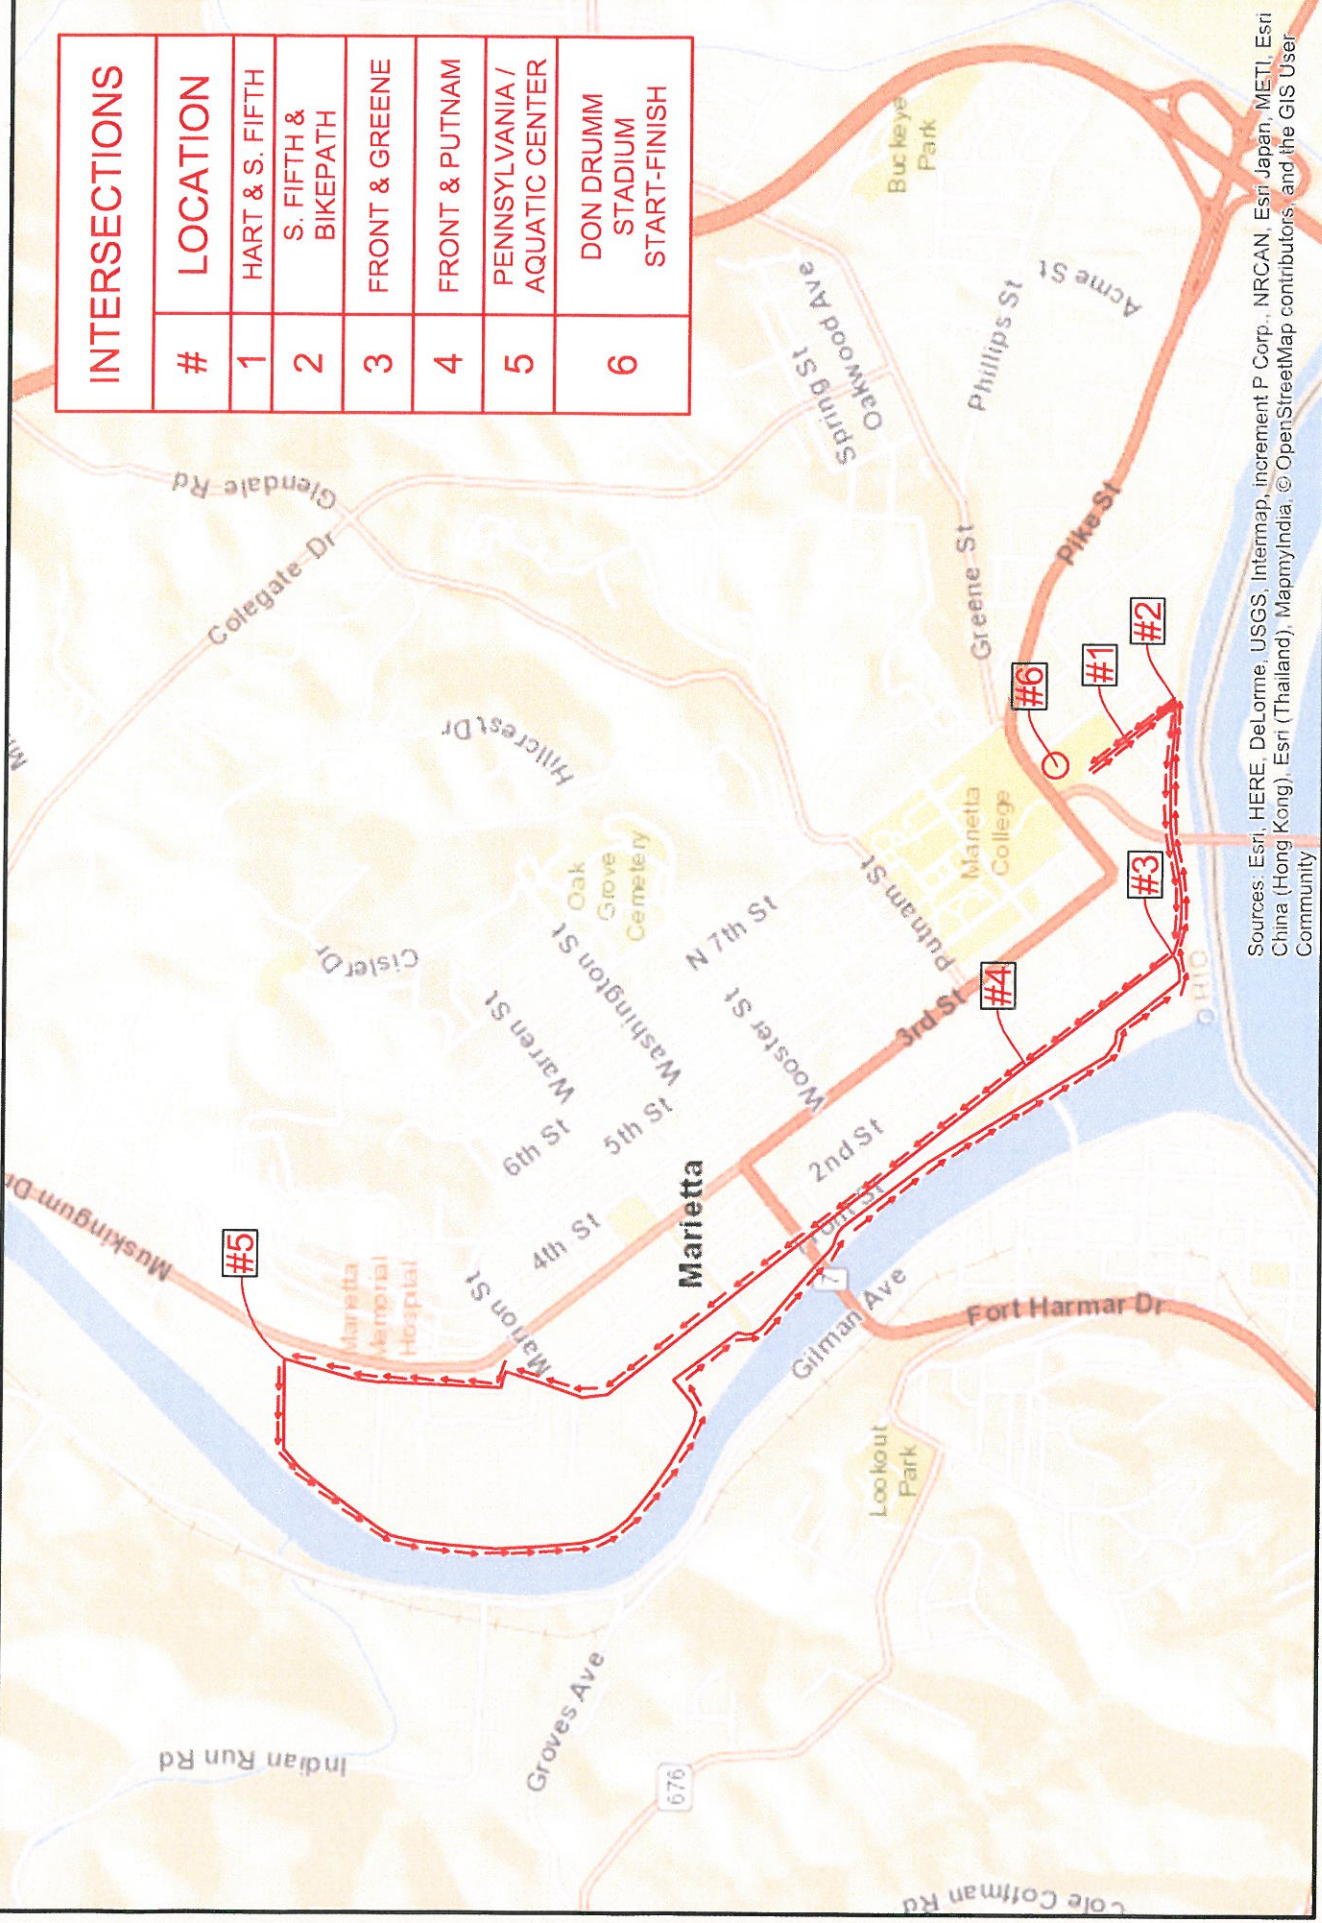 INTERSECTIONS
# LOCATION
1 HART & S. FIFTH
2 S. FIFTH &
BIKEPATH
3 FRONT & GREENE
4 FRONT & PUTNAM
5 PENNSYLVANIA /
AQUATIC CENTER
6 DON DRUMM
STADIUM
START-FINISH
Glendale Rd
Colegate Dr
Hillcrest Dr
Cisler Dr
Oak
Grove
Cemetery
Muskingum Dr
#5
Marietta
Memorial
Hospital
Marion St
4th St
6th St
5th St
Warren St
Washington St
N 7th St
Wooster St
Putnam St
3rd St
2nd St
Marietta
Marietta
College
Greene St
Spring St
Oakwood Ave
Phillips St
Acme St
Buckeye
Park
Pike St
#6
#1
#2
#3
#4
OHIO
7
Gilman Ave
Fort Harmar Dr
Lookout
Park
Groves Ave
Indian Run Rd
676
Cole Coffman Rd
Sources: Esri, HERE, DeLorme, USGS, Intermap, increment P Corp., NRCAN, Esri Japan, METI, Esri
China (Hong Kong), Esri (Thailand), MapmyIndia, © OpenStreetMap contributors, and the GIS User
Community